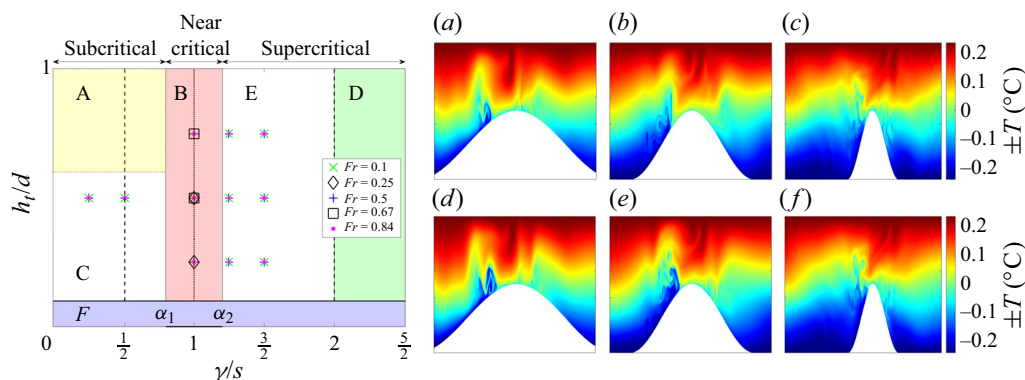 Near
Subcritical critical Supercritical
1
A B E D
Fr = 0.1
Fr = 0.25
Fr = 0.5
Fr = 0.67
Fr = 0.84
h_t/d
C
F α₁ α₂
0 1/2 1 3/2 2 5/2
γ/s
(a) (b) (c)
0.2
0.1
0
–0.1
–0.2
±T (°C)
(d) (e) (f)
0.2
0.1
0
–0.1
–0.2
±T (°C)